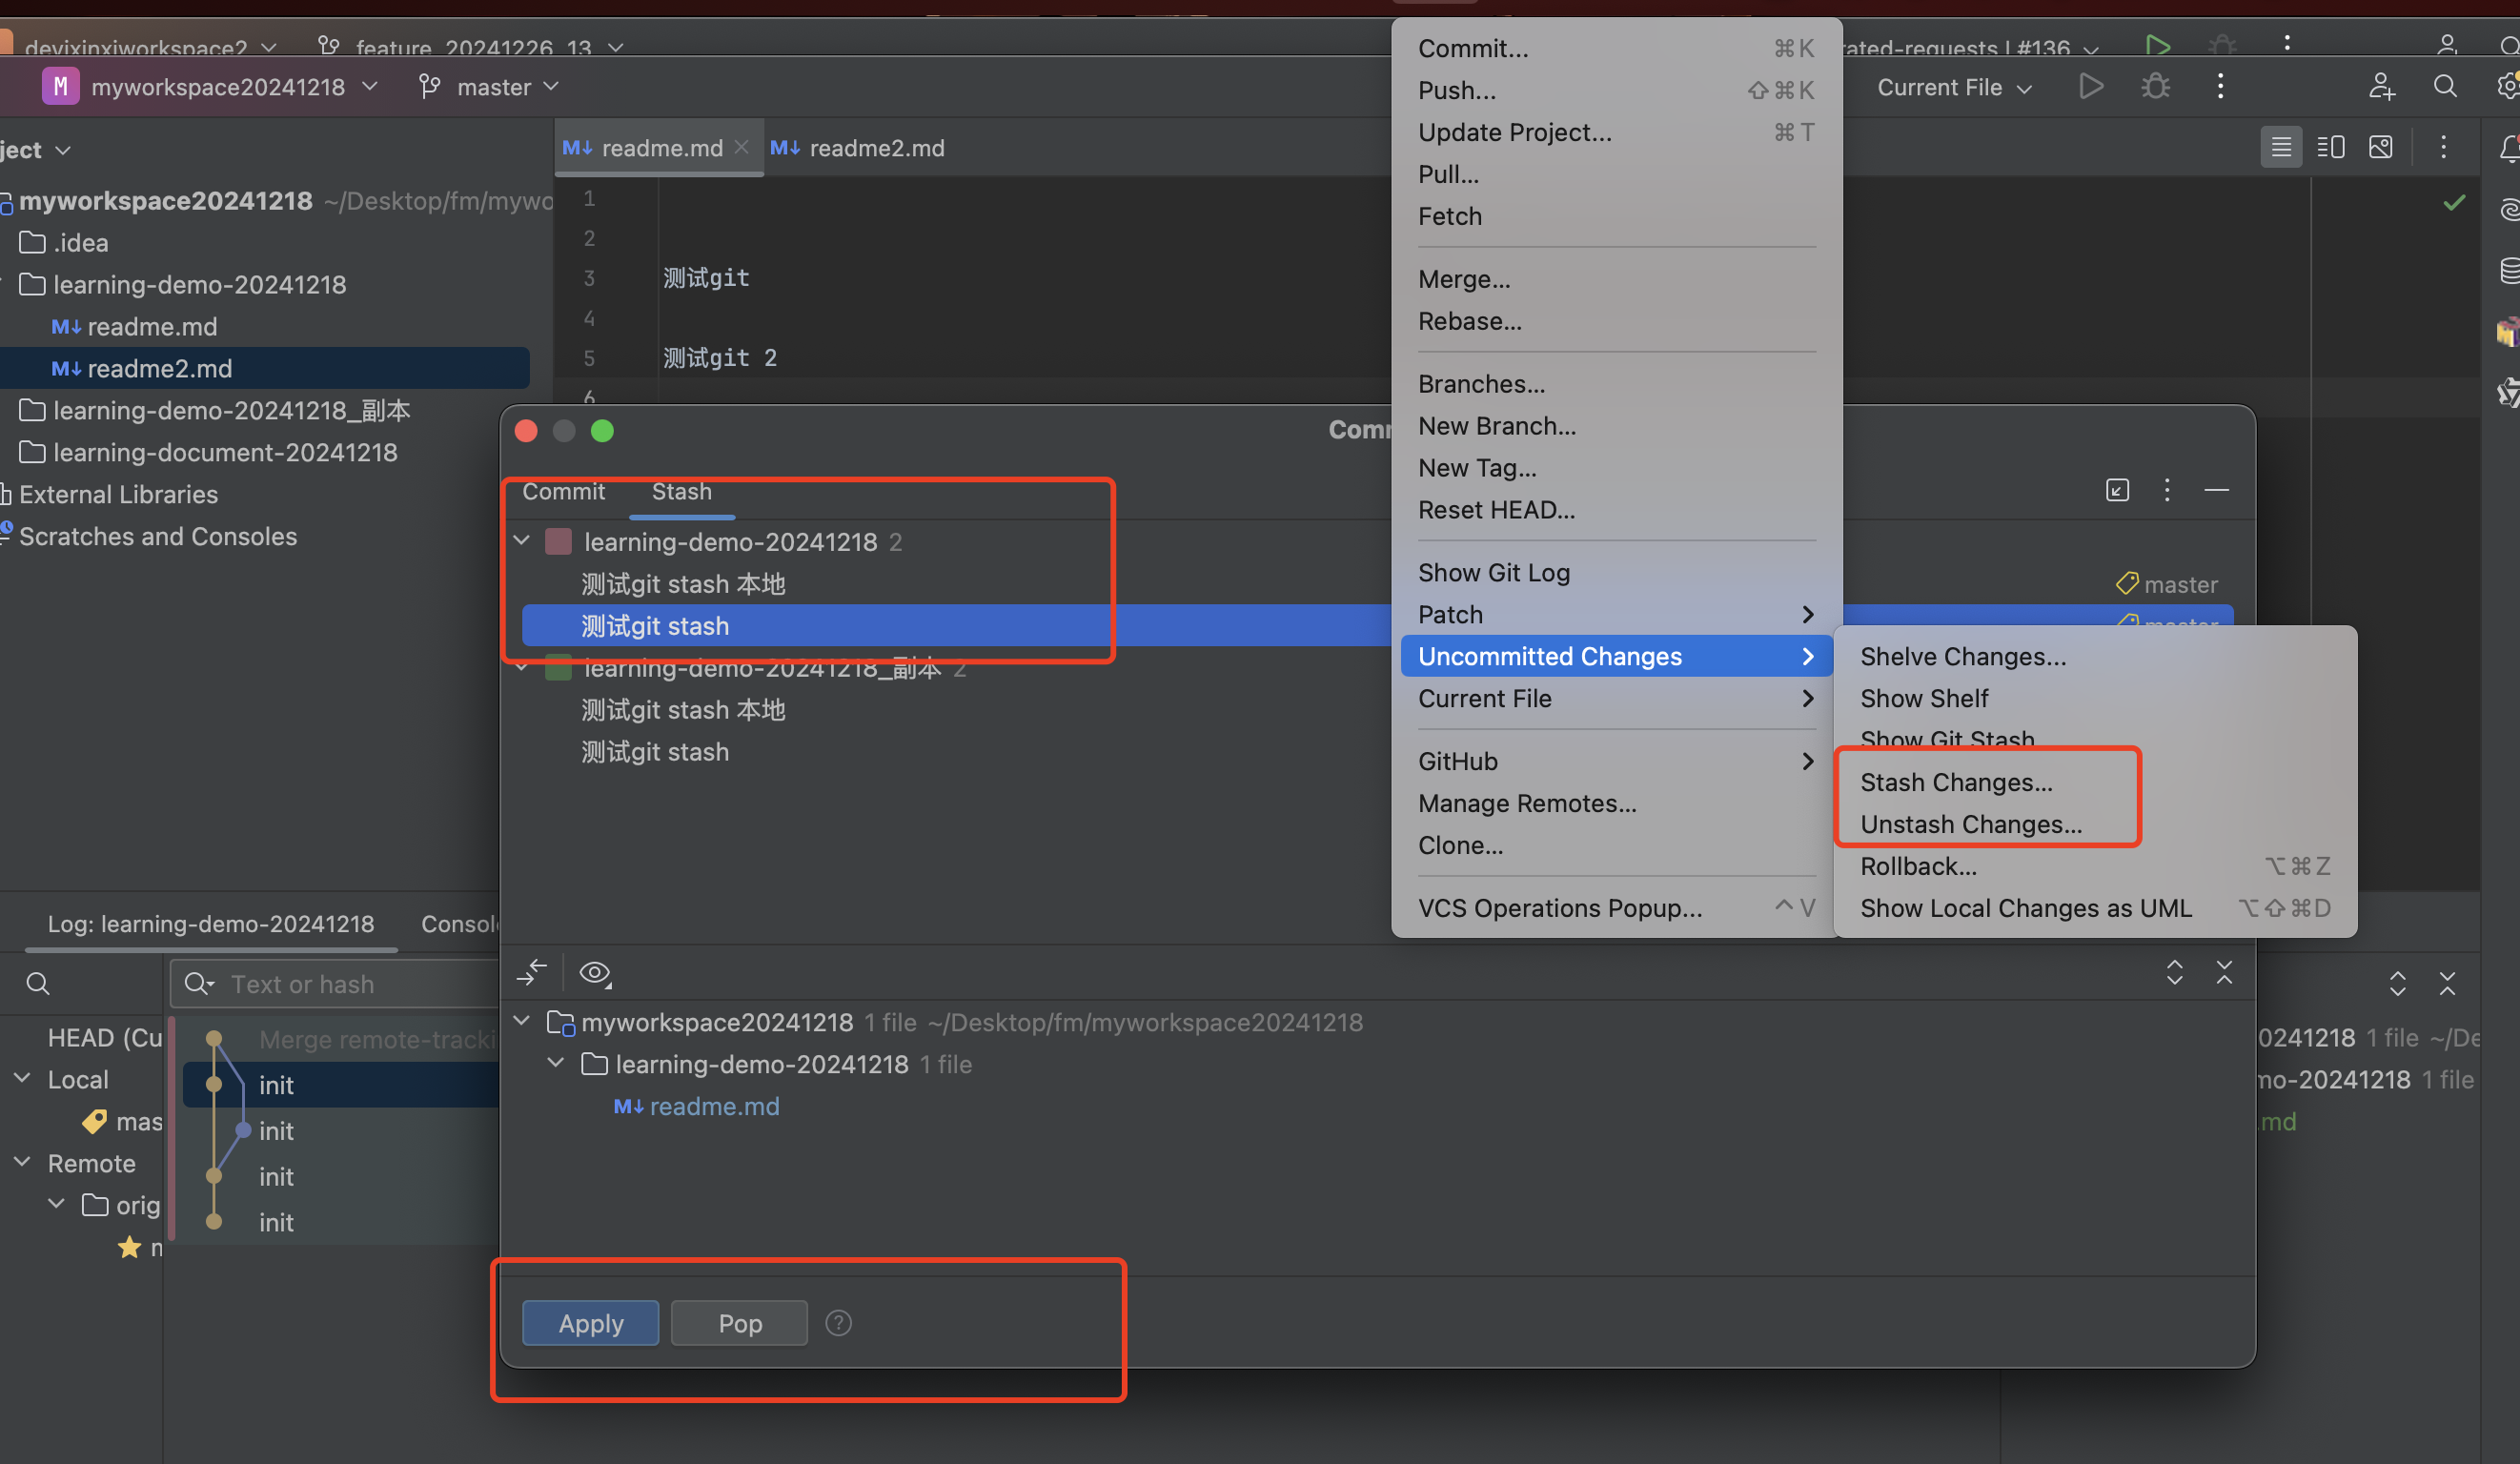 devixinxiworkspace2 feature_20241226_13
rated-requests | #136
M myworkspace20241218 master
Current File
ject
readme.md
readme2.md
myworkspace20241218 ~/Desktop/fm/mywo
.idea
learning-demo-20241218
M↓ readme.md
M↓ readme2.md
learning-demo-20241218_副本
learning-document-20241218
External Libraries
Scratches and Consoles
1
2
3 测试git
4
5 测试git 2
6
Commit... ⌘K
Push... ⇧⌘K
Update Project... ⌘T
Pull...
Fetch
Merge...
Rebase...
Branches...
New Branch...
New Tag...
Reset HEAD...
Show Git Log
Patch
Uncommitted Changes
Current File
GitHub
Manage Remotes...
Clone...
VCS Operations Popup... ^V
Shelve Changes...
Show Shelf
Show Git Stash
Stash Changes...
Unstash Changes...
Rollback... ⌥⌘Z
Show Local Changes as UML ⌥⇧⌘D
Comm
Commit Stash
learning-demo-20241218 2
测试git stash 本地 master
测试git stash master
learning-demo-20241218_副本 2
测试git stash 本地
测试git stash
myworkspace20241218 1 file ~/Desktop/fm/myworkspace20241218
learning-demo-20241218 1 file
M↓ readme.md
Apply Pop ?
Log: learning-demo-20241218 Consol
Text or hash
HEAD (Cu
Local
mas
Remote
orig
Merge remote-tracki
init
init
init
init
0241218 1 file ~/De
mo-20241218 1 file
.md